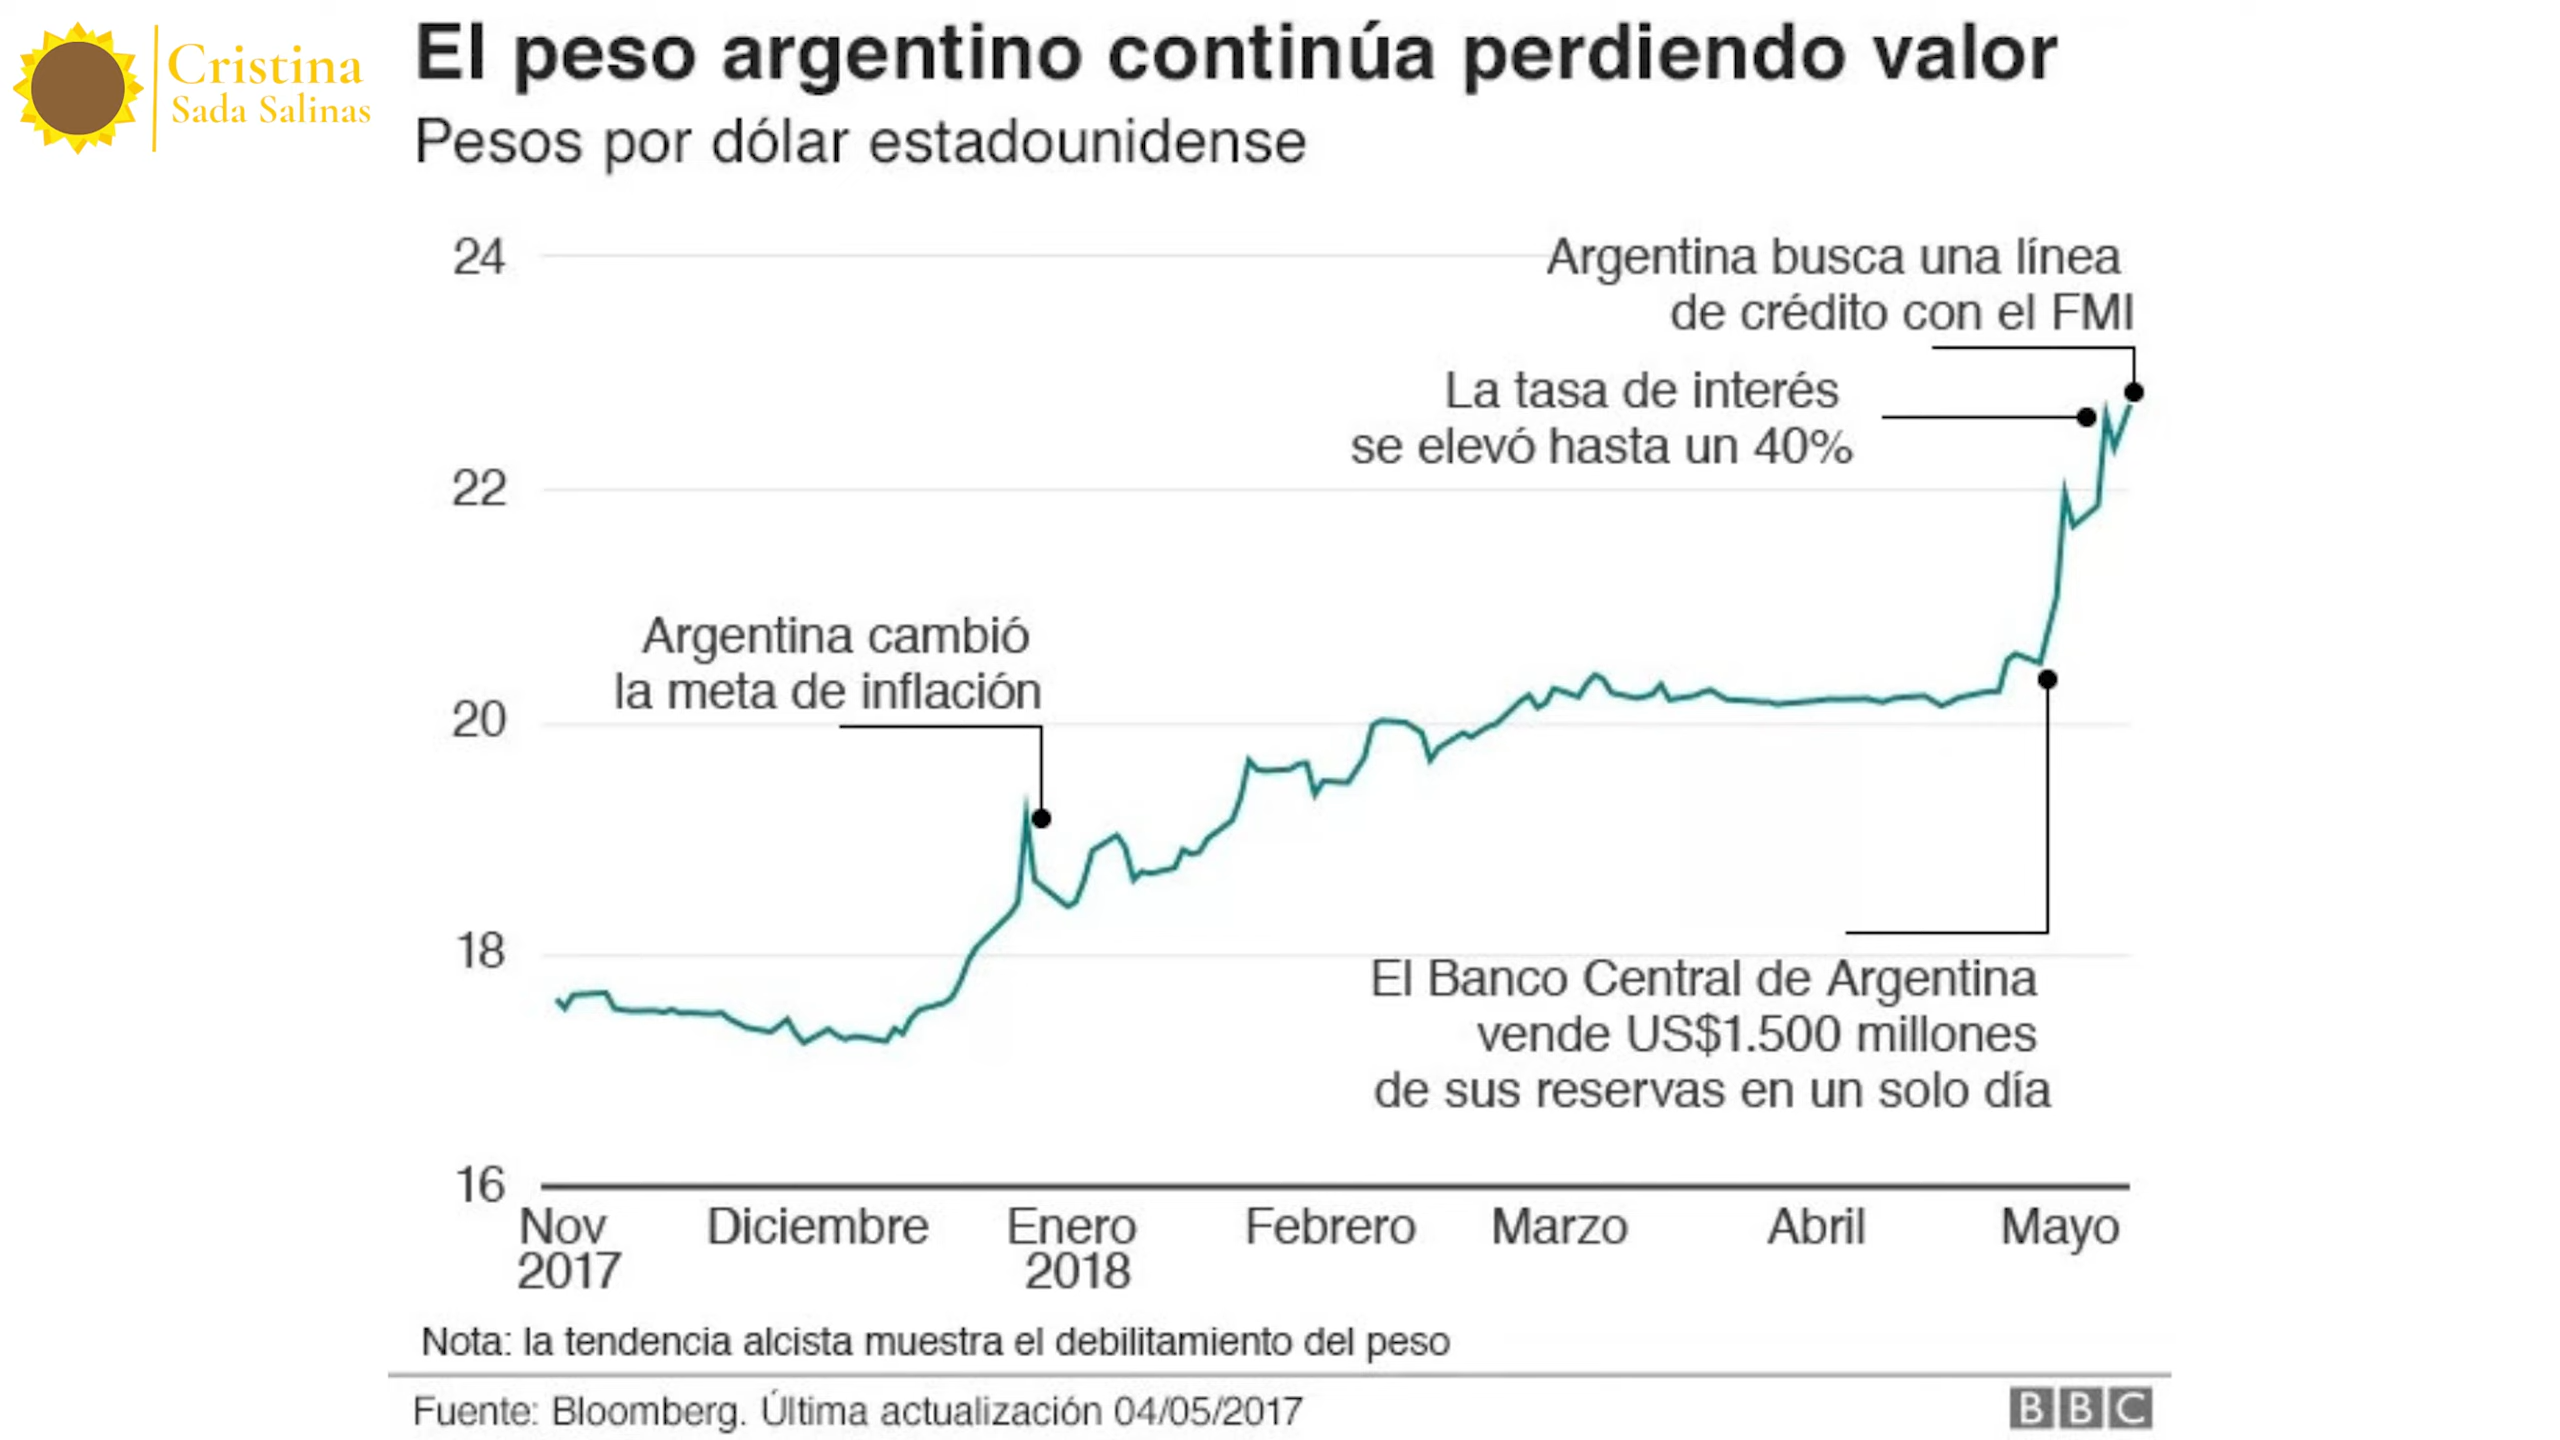 Cristina
Sada Salinas
El peso argentino continúa perdiendo valor
Pesos por dólar estadounidense
24
Argentina busca una línea
de crédito con el FMI
La tasa de interés
se elevó hasta un 40%
22
Argentina cambió
la meta de inflación
20
18
El Banco Central de Argentina
vende US$1.500 millones
de sus reservas en un solo día
16
Nov Diciembre Enero Febrero Marzo Abril Mayo
2017 2018
Nota: la tendencia alcista muestra el debilitamiento del peso
Fuente: Bloomberg. Última actualización 04/05/2017
BBC